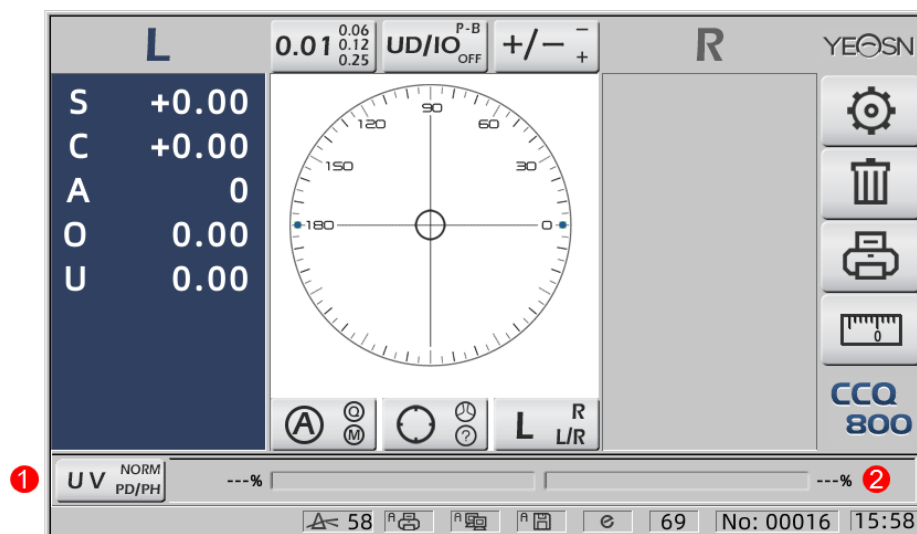 L
0.01 0.06
0.12
0.25
UD/IO P-B
OFF
+/− −
+
R
YEOSN
S +0.00
C +0.00
A 0
O 0.00
U 0.00
90
120 60
150 30
180 0
0
CCQ
800
A Q
M
?
L R
L/R
1 UV NORM
PD/PH
---% ---% 2
58 A A A e 69 No: 00016 15:58